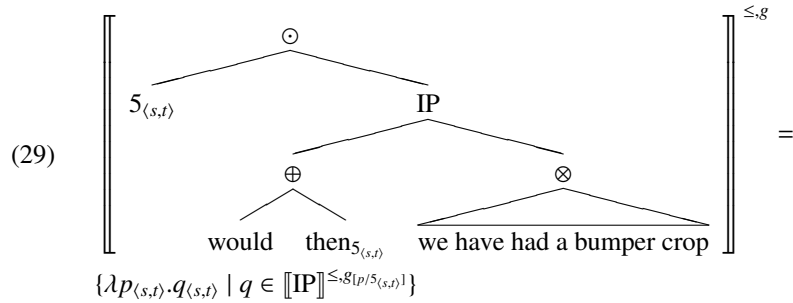 ⊙
≤,g
5⟨s,t⟩ IP
(29) =
⊕ ⊗
would then5⟨s,t⟩ we have had a bumper crop
{λp⟨s,t⟩.q⟨s,t⟩ | q ∈ ⟦IP⟧≤,g[p/5⟨s,t⟩]}